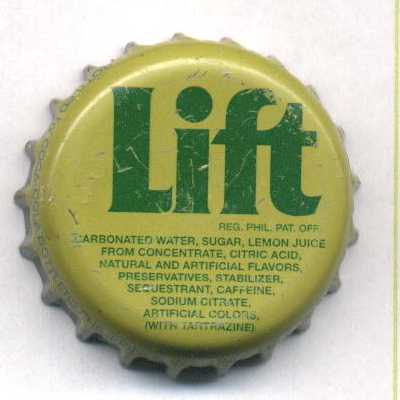 Lift
REG. PHIL. PAT. OFF.
CARBONATED WATER, SUGAR, LEMON JUICE
FROM CONCENTRATE, CITRIC ACID,
NATURAL AND ARTIFICIAL FLAVORS,
PRESERVATIVES, STABILIZER,
SEQUESTRANT, CAFFEINE,
SODIUM CITRATE,
ARTIFICIAL COLORS,
(WITH TARTRAZINE)